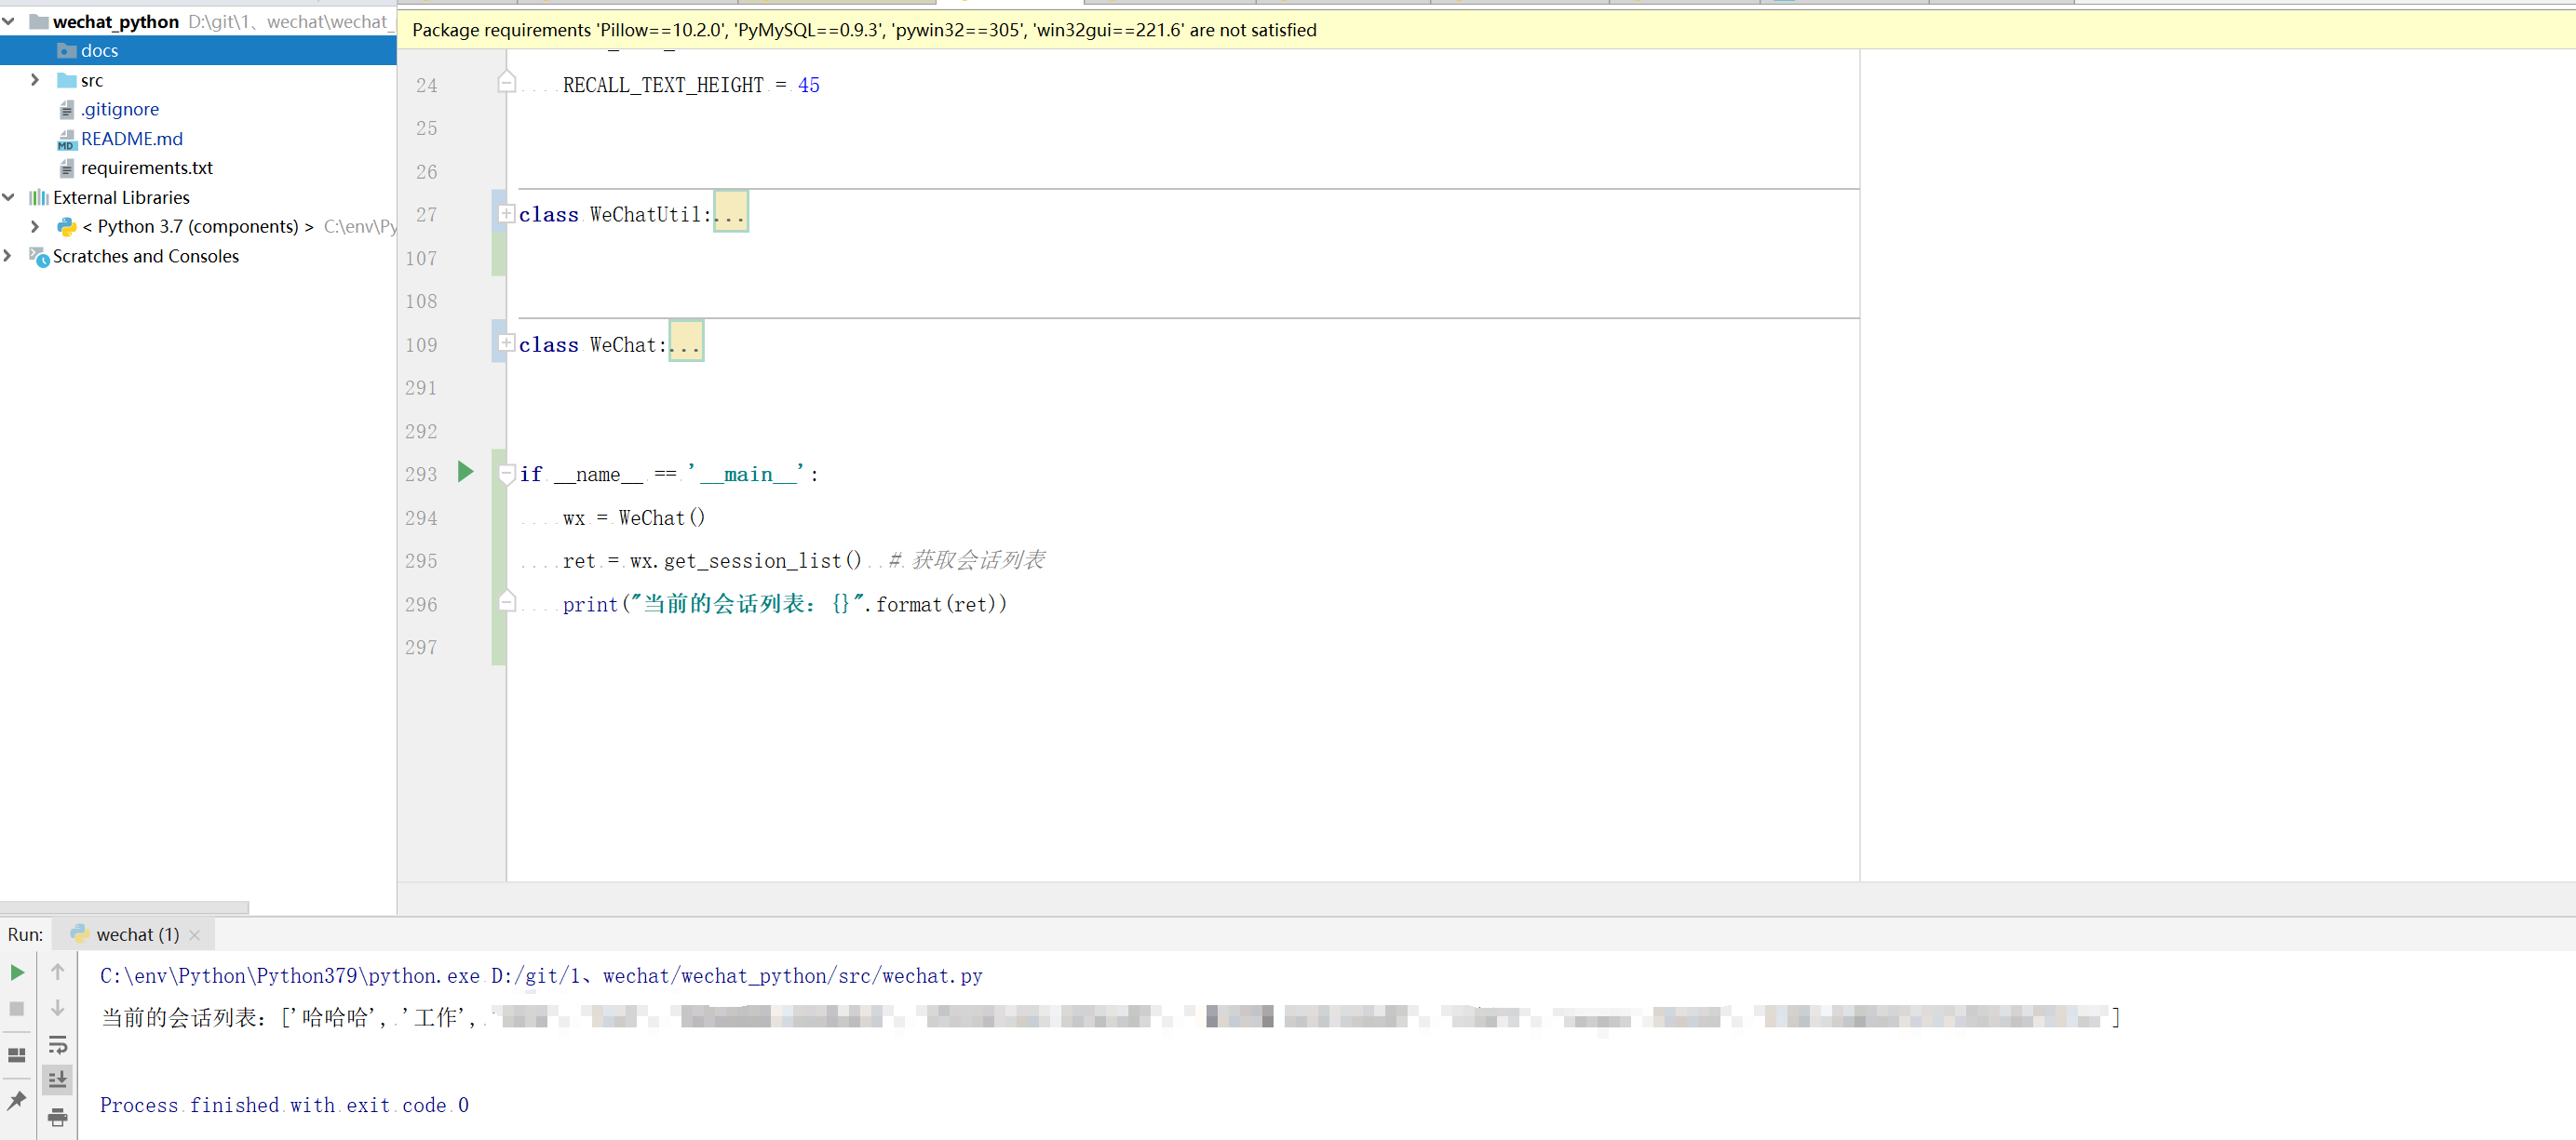 wechat_python D:\git\1、wechat\wechat_
docs
src
.gitignore
README.md
requirements.txt
External Libraries
< Python 3.7 (components) > C:\env\Py
Scratches and Consoles
Package requirements 'Pillow==10.2.0', 'PyMySQL==0.9.3', 'pywin32==305', 'win32gui==221.6' are not satisfied
24 RECALL_TEXT_HEIGHT = 45
25
26
27 class WeChatUtil:...
107
108
109 class WeChat:...
291
292
293 if __name__ == '__main__':
294 wx = WeChat()
295 ret = wx.get_session_list() # 获取会话列表
296 print("当前的会话列表：{}".format(ret))
297
Run: wechat (1)
C:\env\Python\Python379\python.exe D:/git/1、wechat/wechat_python/src/wechat.py
当前的会话列表：['哈哈哈', '工作', ]
Process finished with exit code 0